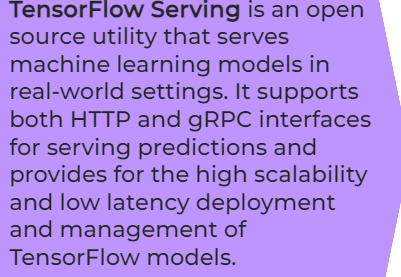 TensorFlow Serving is an open
source utility that serves
machine learning models in
real-world settings. It supports
both HTTP and gRPC interfaces
for serving predictions and
provides for the high scalability
and low latency deployment
and management of
TensorFlow models.